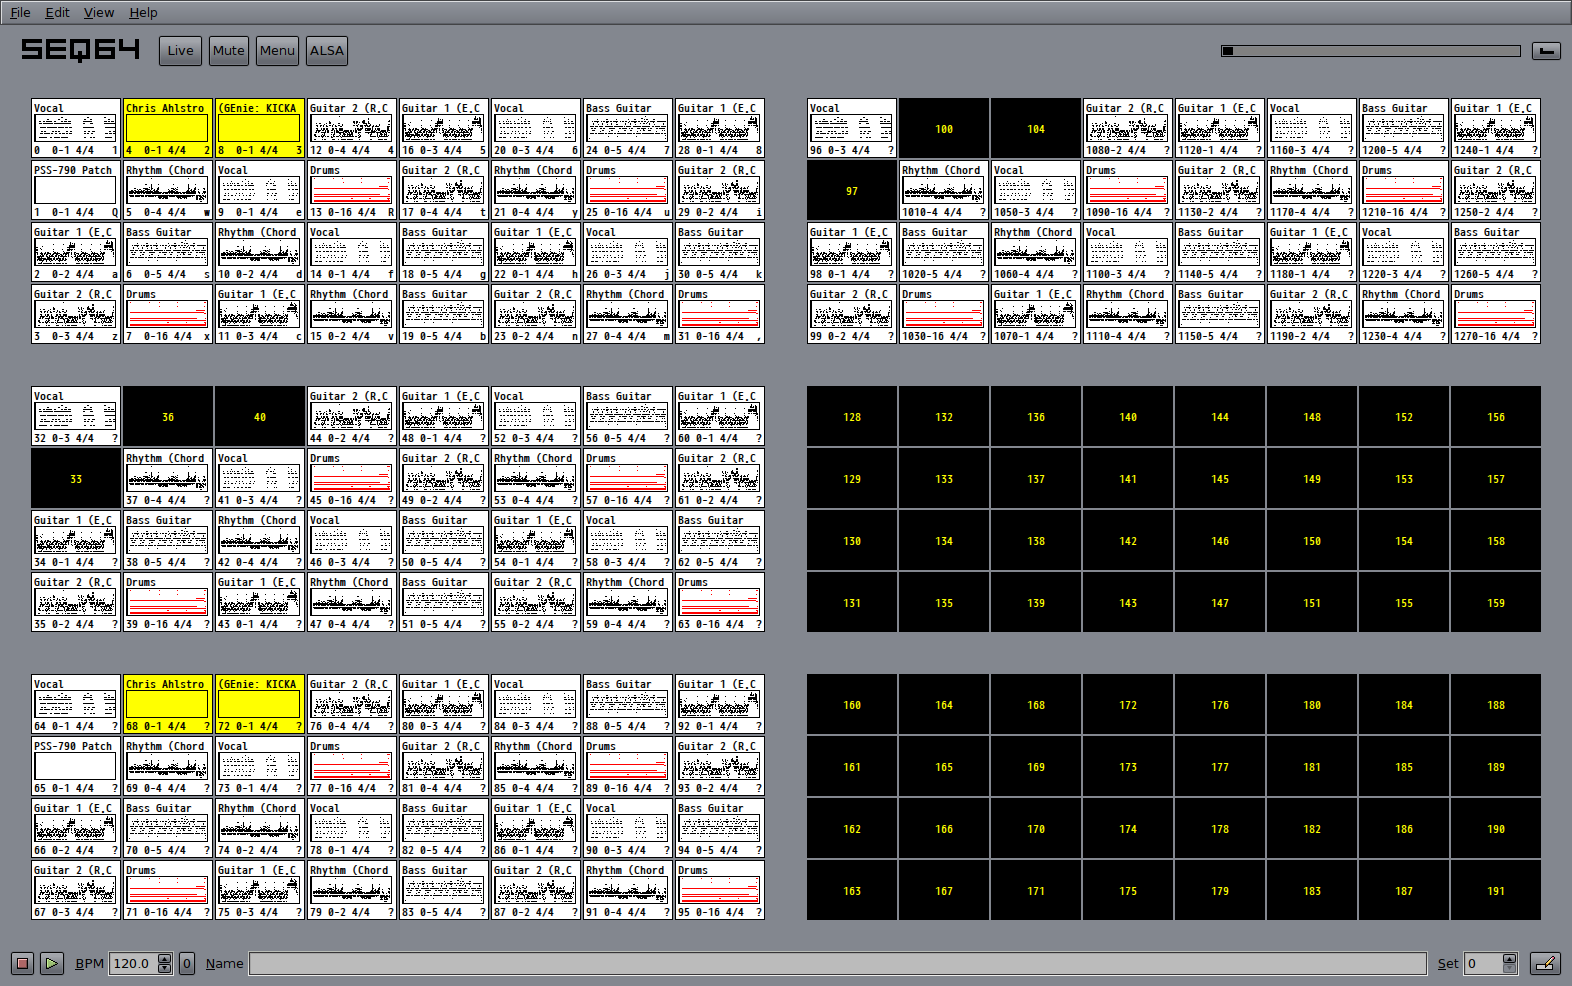 File Edit View Help
SEQ64 Live Mute Menu ALSA
Vocal Chris Ahlstro (GEnie: KICKA Guitar 2 (R.C Guitar 1 (E.C Vocal Bass Guitar Guitar 1 (E.C
0 0-1 4/4 1 4 0-1 4/4 2 8 0-1 4/4 3 12 0-4 4/4 4 16 0-3 4/4 5 20 0-3 4/4 6 24 0-5 4/4 7 28 0-1 4/4 8
PSS-790 Patch Rhythm (Chord Vocal Drums Guitar 2 (R.C Rhythm (Chord Drums Guitar 2 (R.C
1 0-1 4/4 Q 5 0-4 4/4 w 9 0-1 4/4 e 13 0-16 4/4 R 17 0-4 4/4 t 21 0-4 4/4 y 25 0-16 4/4 u 29 0-2 4/4 i
Guitar 1 (E.C Bass Guitar Rhythm (Chord Vocal Bass Guitar Guitar 1 (E.C Vocal Bass Guitar
2 0-2 4/4 a 6 0-5 4/4 s 10 0-2 4/4 d 14 0-1 4/4 f 18 0-5 4/4 g 22 0-1 4/4 h 26 0-3 4/4 j 30 0-5 4/4 k
Guitar 2 (R.C Drums Guitar 1 (E.C Rhythm (Chord Bass Guitar Guitar 2 (R.C Rhythm (Chord Drums
3 0-3 4/4 z 7 0-16 4/4 x 11 0-3 4/4 c 15 0-2 4/4 v 19 0-5 4/4 b 23 0-2 4/4 n 27 0-4 4/4 m 31 0-16 4/4 ,
Vocal 100 104 Guitar 2 (R.C Guitar 1 (E.C Vocal Bass Guitar Guitar 1 (E.C
96 0-3 4/4 ? 1080-2 4/4 ? 1120-1 4/4 ? 1160-3 4/4 ? 1200-5 4/4 ? 1240-1 4/4 ?
97 Rhythm (Chord Vocal Drums Guitar 2 (R.C Rhythm (Chord Drums Guitar 2 (R.C
1010-4 4/4 ? 1050-3 4/4 ? 1090-16 4/4 ? 1130-2 4/4 ? 1170-4 4/4 ? 1210-16 4/4 ? 1250-2 4/4 ?
Guitar 1 (E.C Bass Guitar Rhythm (Chord Vocal Bass Guitar Guitar 1 (E.C Vocal Bass Guitar
98 0-1 4/4 ? 1020-5 4/4 ? 1060-4 4/4 ? 1100-3 4/4 ? 1140-5 4/4 ? 1180-1 4/4 ? 1220-3 4/4 ? 1260-5 4/4 ?
Guitar 2 (R.C Drums Guitar 1 (E.C Rhythm (Chord Bass Guitar Guitar 2 (R.C Rhythm (Chord Drums
99 0-2 4/4 ? 1030-16 4/4 ? 1070-1 4/4 ? 1110-4 4/4 ? 1150-5 4/4 ? 1190-2 4/4 ? 1230-4 4/4 ? 1270-16 4/4 ?
Vocal 36 40 Guitar 2 (R.C Guitar 1 (E.C Vocal Bass Guitar Guitar 1 (E.C
32 0-3 4/4 ? 44 0-2 4/4 ? 48 0-1 4/4 ? 52 0-3 4/4 ? 56 0-5 4/4 ? 60 0-1 4/4 ?
33 Rhythm (Chord Vocal Drums Guitar 2 (R.C Rhythm (Chord Drums Guitar 2 (R.C
37 0-4 4/4 ? 41 0-3 4/4 ? 45 0-16 4/4 ? 49 0-2 4/4 ? 53 0-4 4/4 ? 57 0-16 4/4 ? 61 0-2 4/4 ?
Guitar 1 (E.C Bass Guitar Rhythm (Chord Vocal Bass Guitar Guitar 1 (E.C Vocal Bass Guitar
34 0-1 4/4 ? 38 0-5 4/4 ? 42 0-4 4/4 ? 46 0-3 4/4 ? 50 0-5 4/4 ? 54 0-1 4/4 ? 58 0-3 4/4 ? 62 0-5 4/4 ?
Guitar 2 (R.C Drums Guitar 1 (E.C Rhythm (Chord Bass Guitar Guitar 2 (R.C Rhythm (Chord Drums
35 0-2 4/4 ? 39 0-16 4/4 ? 43 0-1 4/4 ? 47 0-4 4/4 ? 51 0-5 4/4 ? 55 0-2 4/4 ? 59 0-4 4/4 ? 63 0-16 4/4 ?
128 132 136 140 144 148 152 156
129 133 137 141 145 149 153 157
130 134 138 142 146 150 154 158
131 135 139 143 147 151 155 159
Vocal Chris Ahlstro (GEnie: KICKA Guitar 2 (R.C Guitar 1 (E.C Vocal Bass Guitar Guitar 1 (E.C
64 0-1 4/4 ? 68 0-1 4/4 ? 72 0-1 4/4 ? 76 0-4 4/4 ? 80 0-3 4/4 ? 84 0-3 4/4 ? 88 0-5 4/4 ? 92 0-1 4/4 ?
PSS-790 Patch Rhythm (Chord Vocal Drums Guitar 2 (R.C Rhythm (Chord Drums Guitar 2 (R.C
65 0-1 4/4 ? 69 0-4 4/4 ? 73 0-1 4/4 ? 77 0-16 4/4 ? 81 0-4 4/4 ? 85 0-4 4/4 ? 89 0-16 4/4 ? 93 0-2 4/4 ?
Guitar 1 (E.C Bass Guitar Rhythm (Chord Vocal Bass Guitar Guitar 1 (E.C Vocal Bass Guitar
66 0-2 4/4 ? 70 0-5 4/4 ? 74 0-2 4/4 ? 78 0-1 4/4 ? 82 0-5 4/4 ? 86 0-1 4/4 ? 90 0-3 4/4 ? 94 0-5 4/4 ?
Guitar 2 (R.C Drums Guitar 1 (E.C Rhythm (Chord Bass Guitar Guitar 2 (R.C Rhythm (Chord Drums
67 0-3 4/4 ? 71 0-16 4/4 ? 75 0-3 4/4 ? 79 0-2 4/4 ? 83 0-5 4/4 ? 87 0-2 4/4 ? 91 0-4 4/4 ? 95 0-16 4/4 ?
160 164 168 172 176 180 184 188
161 165 169 173 177 181 185 189
162 166 170 174 178 182 186 190
163 167 171 175 179 183 187 191
BPM 120.0 0 Name Set 0